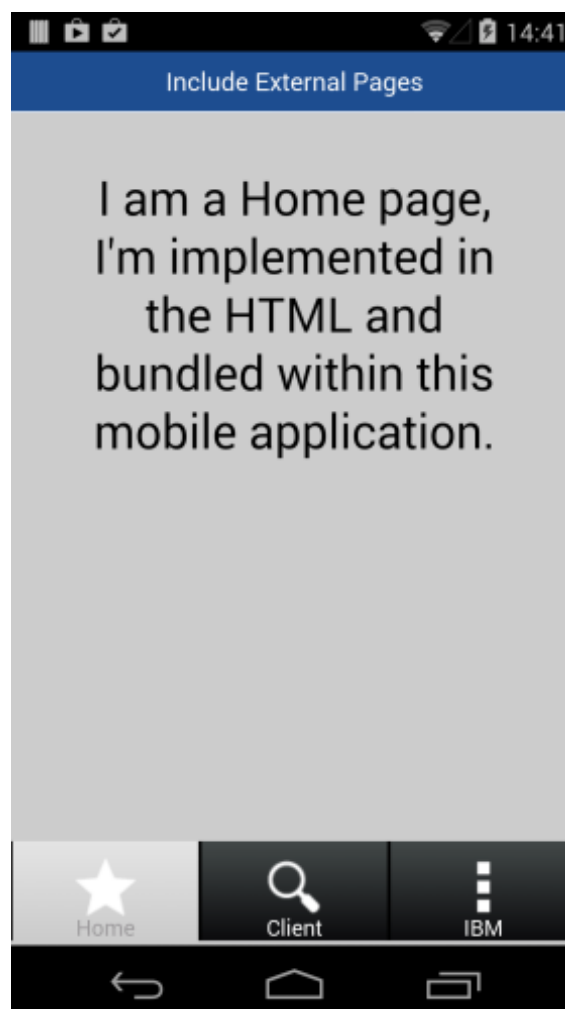 14:41
Include External Pages
I am a Home page,
I'm implemented in
the HTML and
bundled within this
mobile application.
Home
Client
IBM